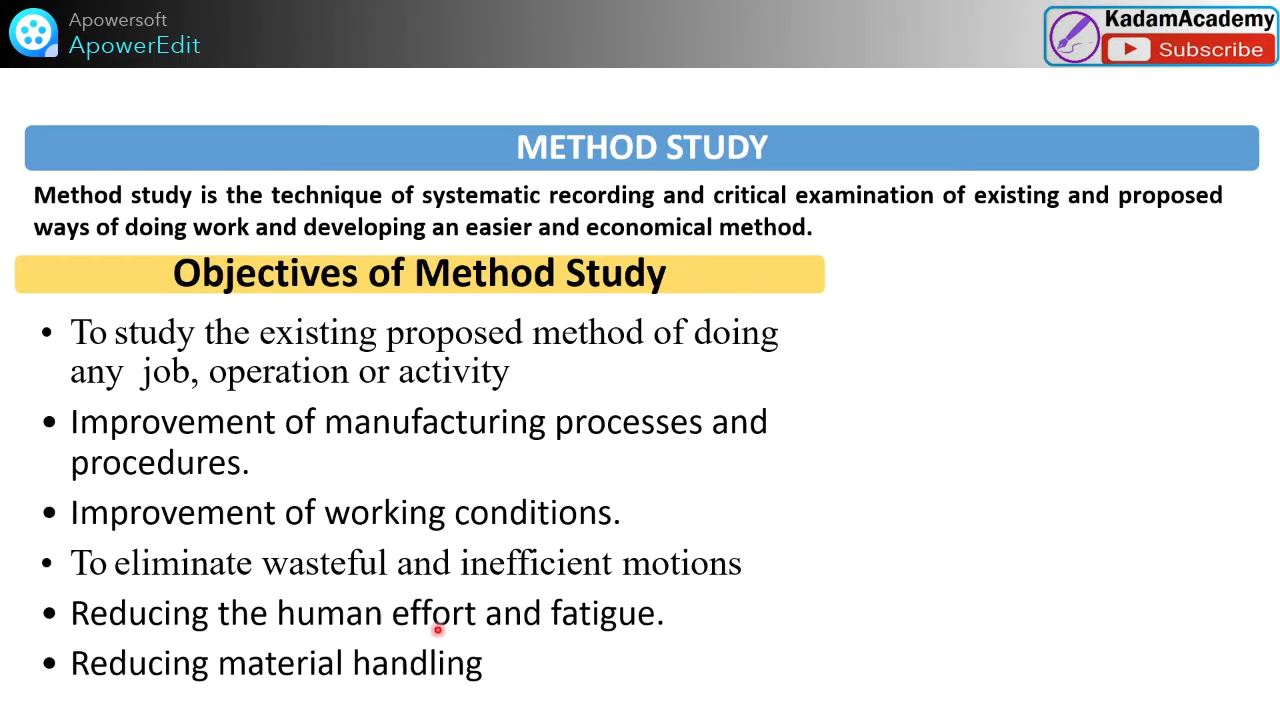 Apowersoft
ApowerEdit
KadamAcademy
Subscribe
METHOD STUDY
Method study is the technique of systematic recording and critical examination of existing and proposed
ways of doing work and developing an easier and economical method.
Objectives of Method Study
• To study the existing proposed method of doing
any job, operation or activity
• Improvement of manufacturing processes and
procedures.
• Improvement of working conditions.
• To eliminate wasteful and inefficient motions
• Reducing the human effort and fatigue.
• Reducing material handling